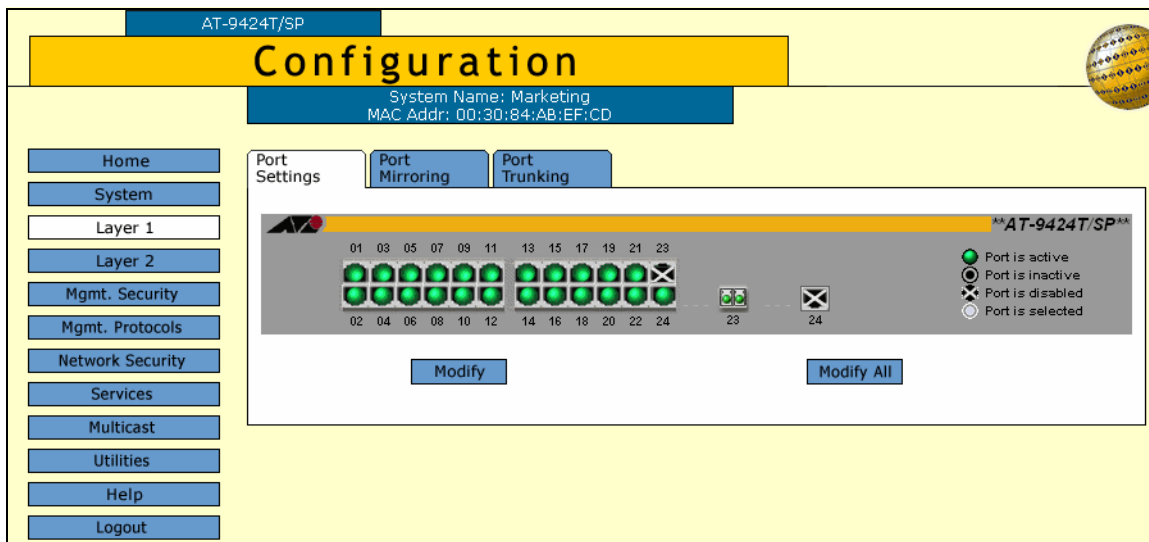 AT-9424T/SP
Configuration
System Name: Marketing
MAC Addr: 00:30:84:AB:EF:CD
Home
System
Layer 1
Layer 2
Mgmt. Security
Mgmt. Protocols
Network Security
Services
Multicast
Utilities
Help
Logout
Port
Settings
Port
Mirroring
Port
Trunking
**AT-9424T/SP**
01 03 05 07 09 11 13 15 17 19 21 23
02 04 06 08 10 12 14 16 18 20 22 24 23 24
Port is active
Port is inactive
Port is disabled
Port is selected
Modify
Modify All